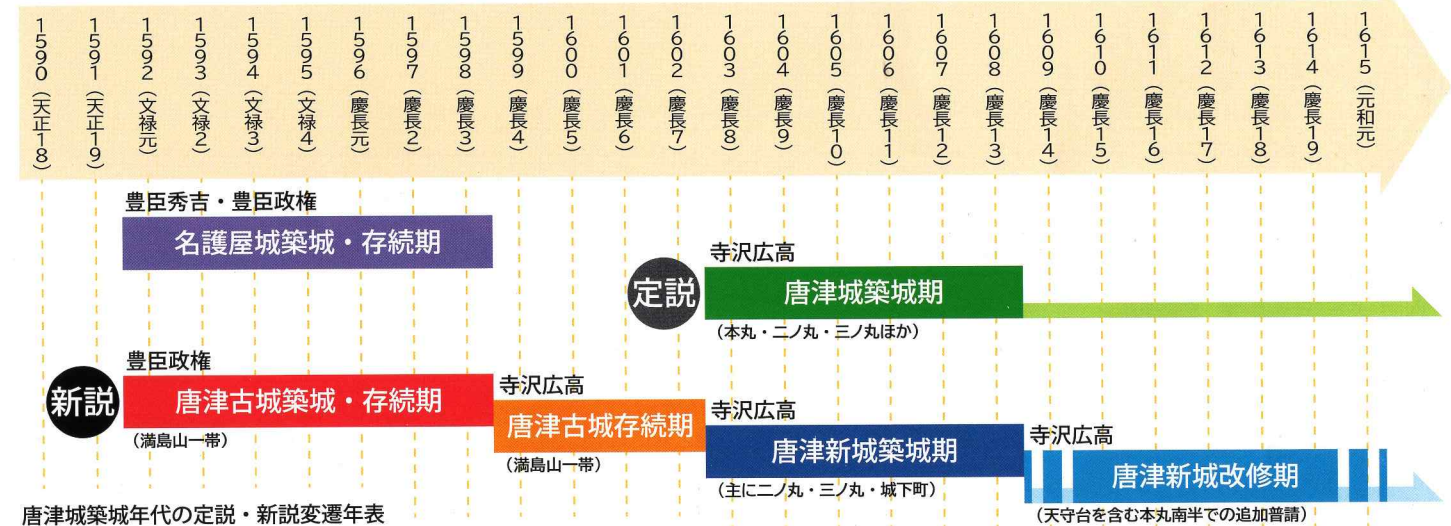 1590(天正18)
1591(天正19)
1592(文禄元)
1593(文禄2)
1594(文禄3)
1595(文禄4)
1596(慶長元)
1597(慶長2)
1598(慶長3)
1599(慶長4)
1600(慶長5)
1601(慶長6)
1602(慶長7)
1603(慶長8)
1604(慶長9)
1605(慶長10)
1606(慶長11)
1607(慶長12)
1608(慶長13)
1609(慶長14)
1610(慶長15)
1611(慶長16)
1612(慶長17)
1613(慶長18)
1614(慶長19)
1615(元和元)
豊臣秀吉・豊臣政権
名護屋城築城・存続期
定説
寺沢広高
唐津城築城期
(本丸・二ノ丸・三ノ丸ほか)
新説
豊臣政権
唐津古城築城・存続期
(満島山一帯)
寺沢広高
唐津古城存続期
(満島山一帯)
寺沢広高
唐津新城築城期
(主に二ノ丸・三ノ丸・城下町)
寺沢広高
唐津新城改修期
(天守台を含む本丸南半での追加普請)
唐津城築城年代の定説・新説変遷年表